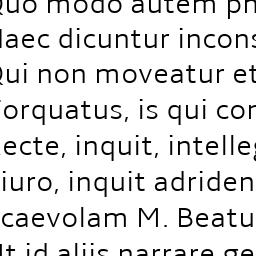 Quo modo autem ph
Haec dicuntur incons
Qui non moveatur et
Torquatus, is qui con
Recte, inquit, intelleg
iuro, inquit adriden
caevolam M. Beatu
Ut id aliis narrare ge